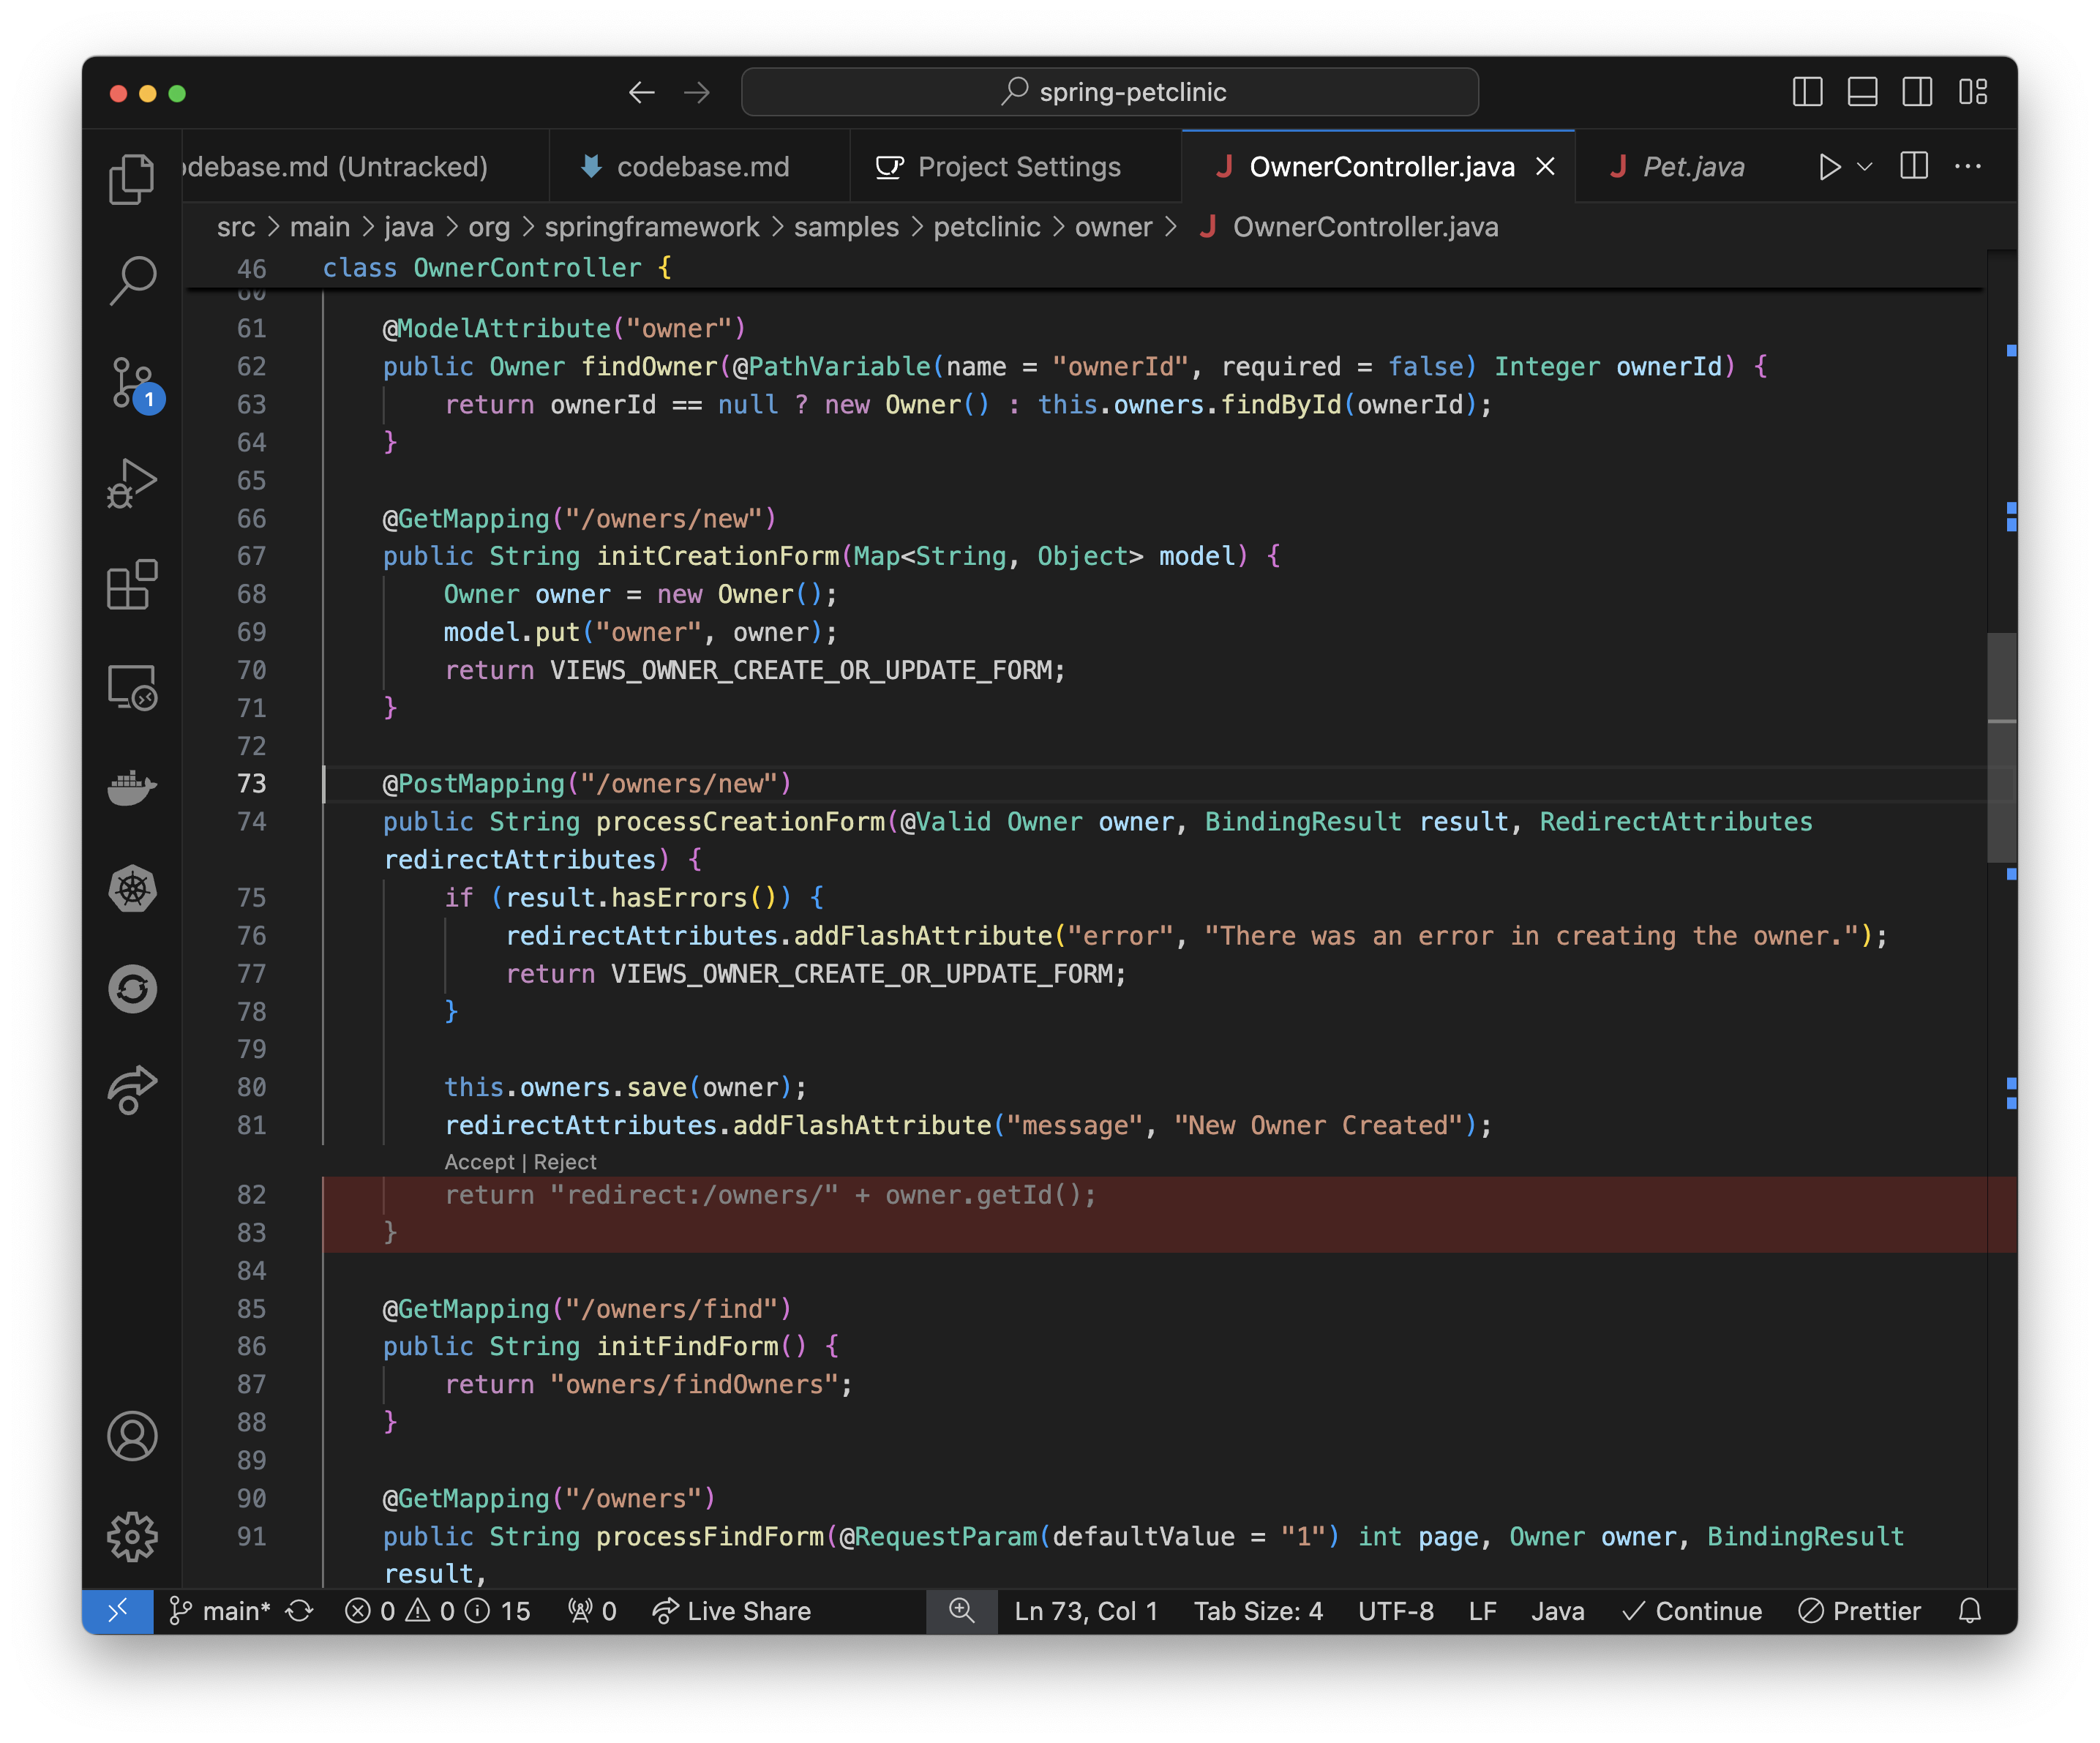 spring-petclinic
odebase.md (Untracked)
codebase.md
Project Settings
OwnerController.java
Pet.java
src > main > java > org > springframework > samples > petclinic > owner > OwnerController.java
46 class OwnerController {
60
61 @ModelAttribute("owner")
62 public Owner findOwner(@PathVariable(name = "ownerId", required = false) Integer ownerId) {
63 return ownerId == null ? new Owner() : this.owners.findById(ownerId);
64 }
65
66 @GetMapping("/owners/new")
67 public String initCreationForm(Map<String, Object> model) {
68 Owner owner = new Owner();
69 model.put("owner", owner);
70 return VIEWS_OWNER_CREATE_OR_UPDATE_FORM;
71 }
72
73 @PostMapping("/owners/new")
74 public String processCreationForm(@Valid Owner owner, BindingResult result, RedirectAttributes
redirectAttributes) {
75 if (result.hasErrors()) {
76 redirectAttributes.addFlashAttribute("error", "There was an error in creating the owner.");
77 return VIEWS_OWNER_CREATE_OR_UPDATE_FORM;
78 }
79
80 this.owners.save(owner);
81 redirectAttributes.addFlashAttribute("message", "New Owner Created");
Accept | Reject
82 return "redirect:/owners/" + owner.getId();
83 }
84
85 @GetMapping("/owners/find")
86 public String initFindForm() {
87 return "owners/findOwners";
88 }
89
90 @GetMapping("/owners")
91 public String processFindForm(@RequestParam(defaultValue = "1") int page, Owner owner, BindingResult
result,
1
main* 0 0 15 0 Live Share Ln 73, Col 1 Tab Size: 4 UTF-8 LF Java Continue Prettier